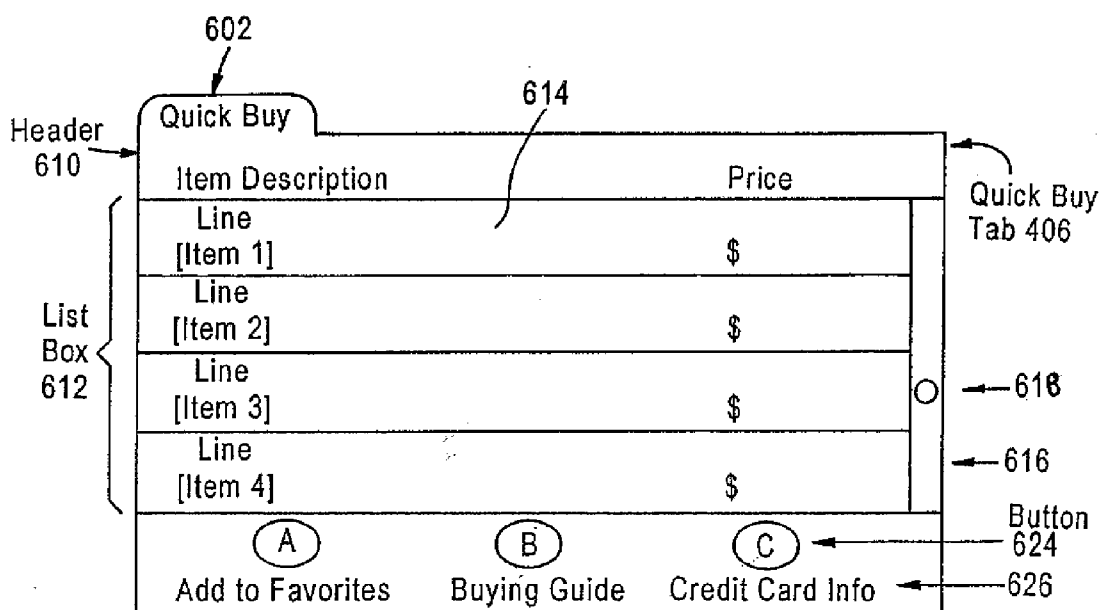 602
Quick Buy
614
Header
610
Item Description Price
Quick Buy
Tab 406
Line
[Item 1] $
Line
[Item 2] $
List
Box
612
Line
[Item 3] $
618
Line
[Item 4] $
616
A B C
Button
624
Add to Favorites Buying Guide Credit Card Info
626